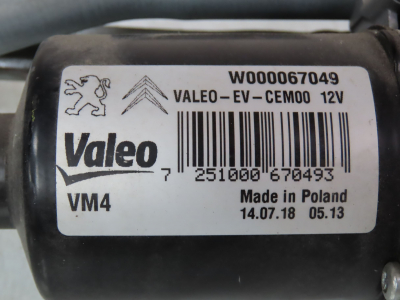 W000067049
VALEO-EV-CEM00 12V
Valeo
7 251000 670493
VM4
Made in Poland
14.07.18 05.13